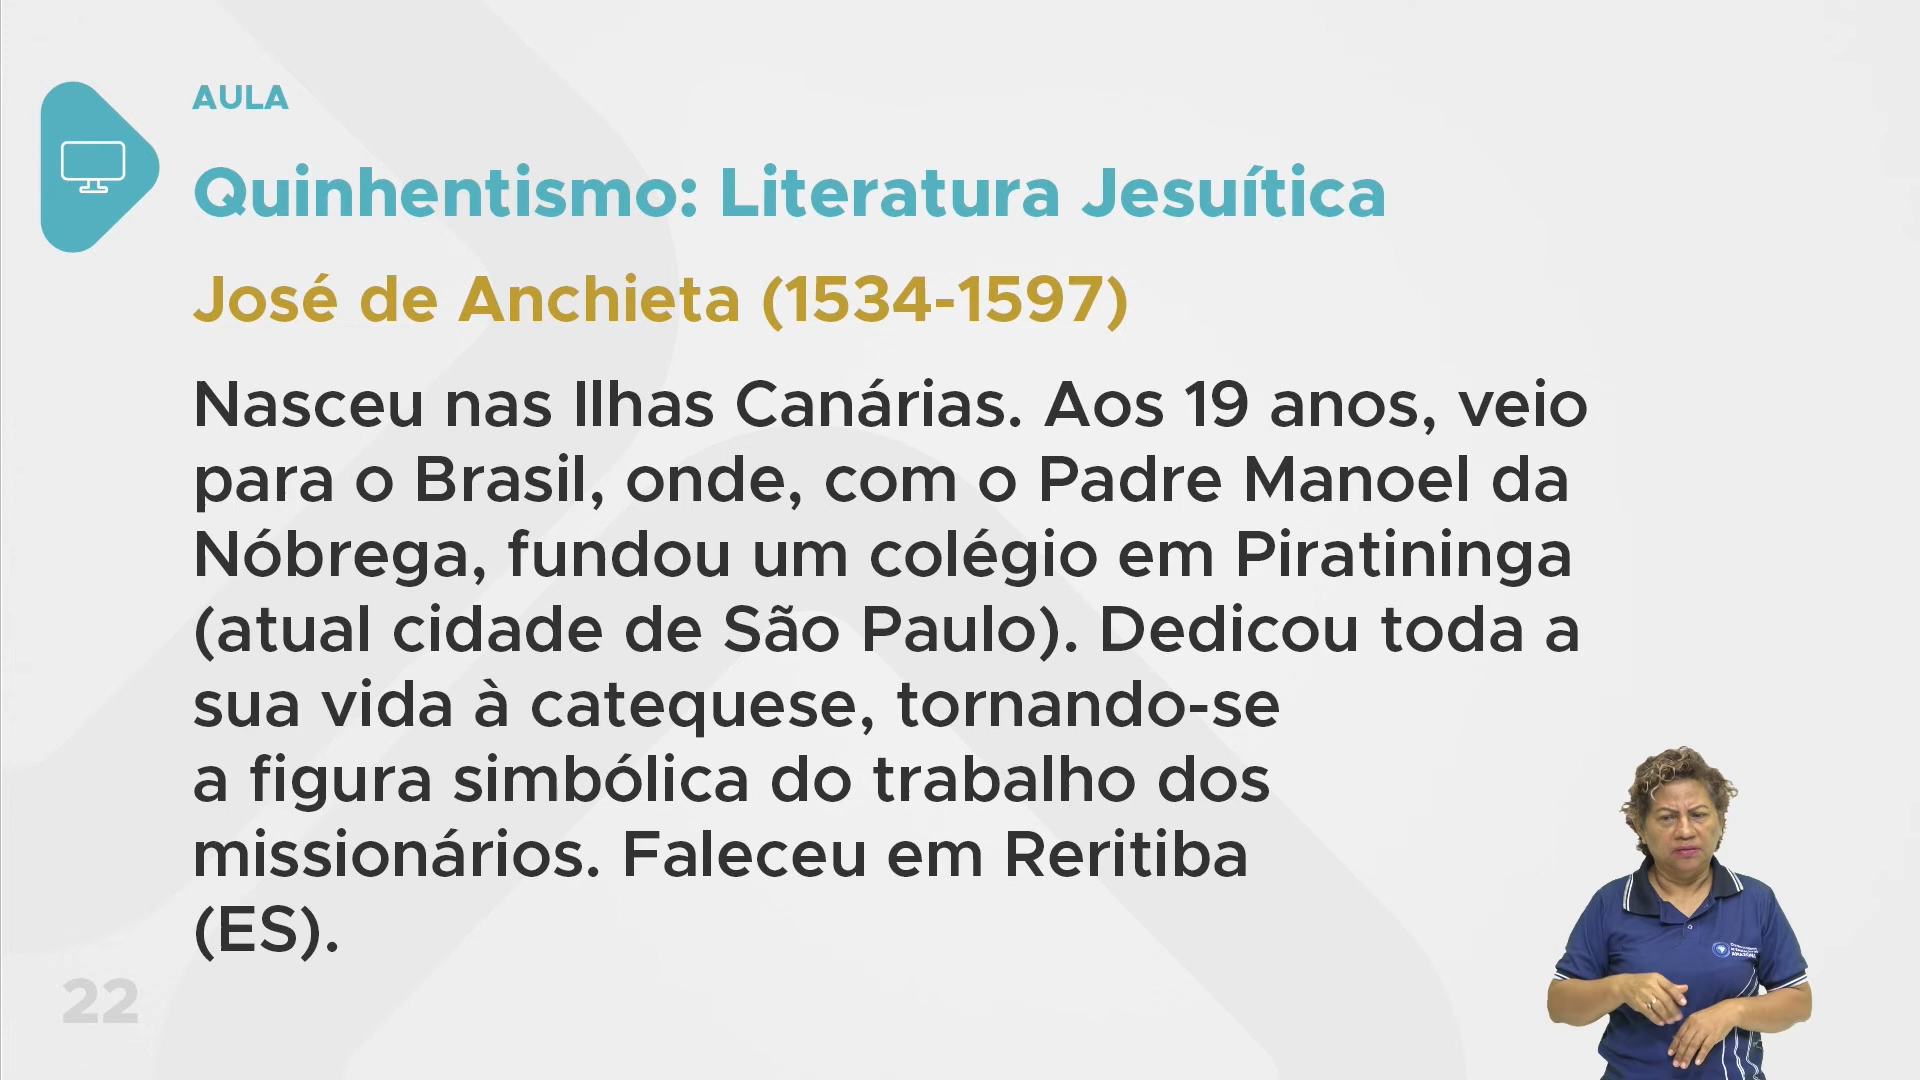 AULA
Quinhentismo: Literatura Jesuítica
José de Anchieta (1534-1597)
Nasceu nas Ilhas Canárias. Aos 19 anos, veio
para o Brasil, onde, com o Padre Manoel da
Nóbrega, fundou um colégio em Piratininga
(atual cidade de São Paulo). Dedicou toda a
sua vida à catequese, tornando-se
a figura simbólica do trabalho dos
missionários. Faleceu em Reritiba
(ES).
22